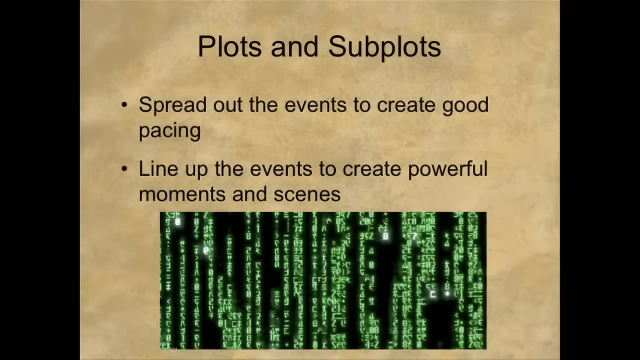 Plots and Subplots
• Spread out the events to create good
pacing
• Line up the events to create powerful
moments and scenes